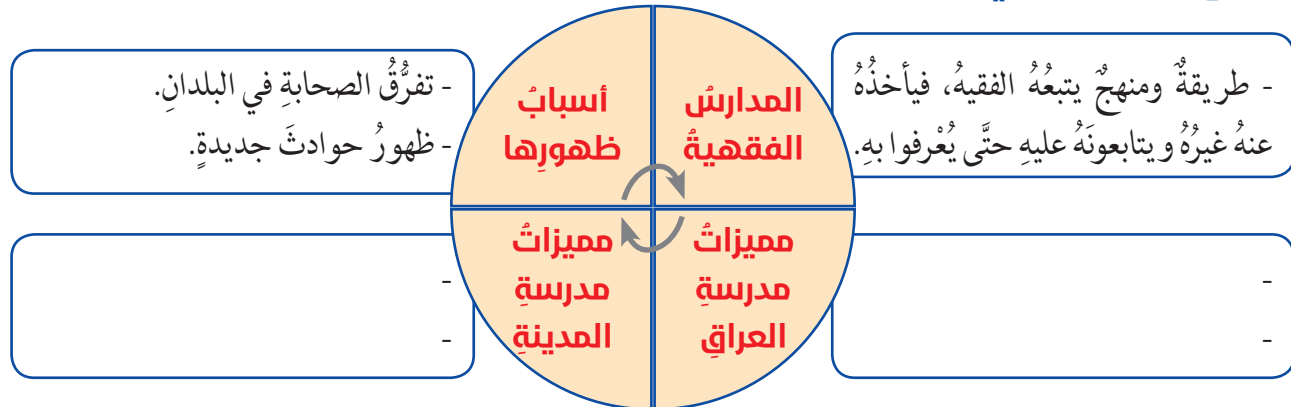 - طريقةٌ ومنهجٌ يتبعُهُ الفقيهُ، فيأخذُهُ
عنهُ غيرُهُ ويتابعونَهُ عليهِ حتَّى يُعْرفوا بهِ.
المدارسُ
الفقهيةُ
أسبابُ
ظهورِها
- تفرُّقُ الصحابةِ في البلدانِ.
- ظهورُ حوادثَ جديدةٍ.
مميزاتُ
مدرسةِ
العراقِ
-
-
مميزاتُ
مدرسةِ
المدينةِ
-
-